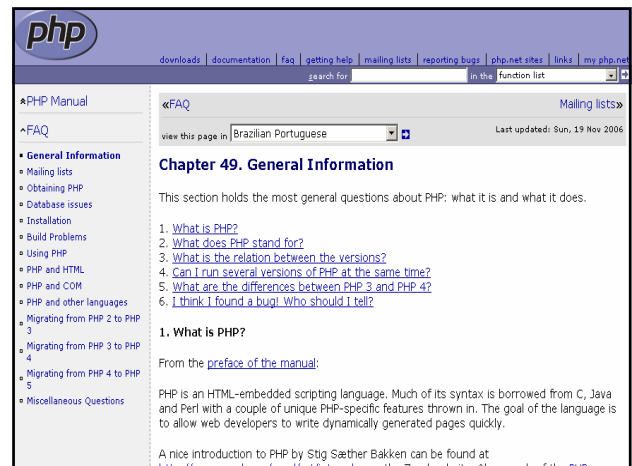 php
downloads | documentation | faq | getting help | mailing lists | reporting bugs | php.net sites | links | my php.net
search for in the function list
PHP Manual
FAQ
General Information
Mailing lists
Obtaining PHP
Database issues
Installation
Build Problems
Using PHP
PHP and HTML
PHP and COM
PHP and other languages
Migrating from PHP 2 to PHP
3
Migrating from PHP 3 to PHP
4
Migrating from PHP 4 to PHP
5
Miscellaneous Questions
«FAQ Mailing lists»
view this page in Brazilian Portuguese Last updated: Sun, 19 Nov 2006
Chapter 49. General Information
This section holds the most general questions about PHP: what it is and what it does.
1. What is PHP?
2. What does PHP stand for?
3. What is the relation between the versions?
4. Can I run several versions of PHP at the same time?
5. What are the differences between PHP 3 and PHP 4?
6. I think I found a bug! Who should I tell?
1. What is PHP?
From the preface of the manual:
PHP is an HTML-embedded scripting language. Much of its syntax is borrowed from C, Java
and Perl with a couple of unique PHP-specific features thrown in. The goal of the language is
to allow web developers to write dynamically generated pages quickly.
A nice introduction to PHP by Stig Sæther Bakken can be found at